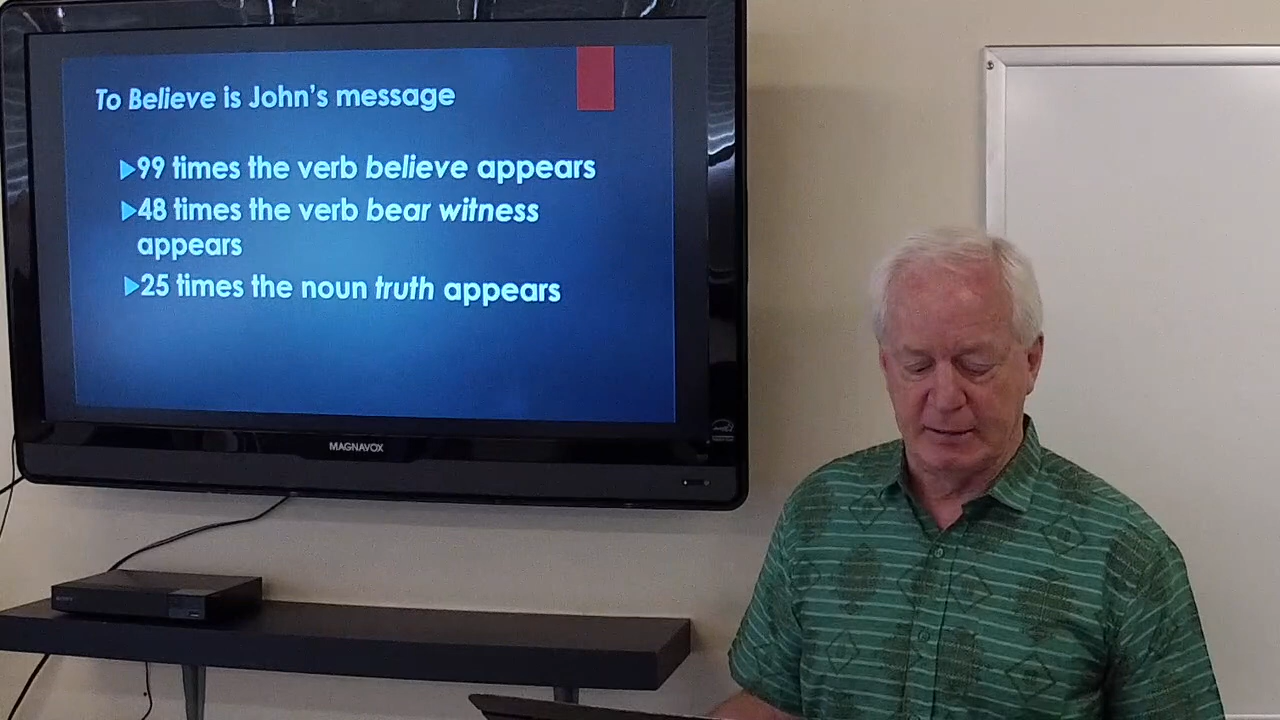 To Believe is John's message
99 times the verb believe appears
48 times the verb bear witness
appears
25 times the noun truth appears
MAGNAVOX
SONY